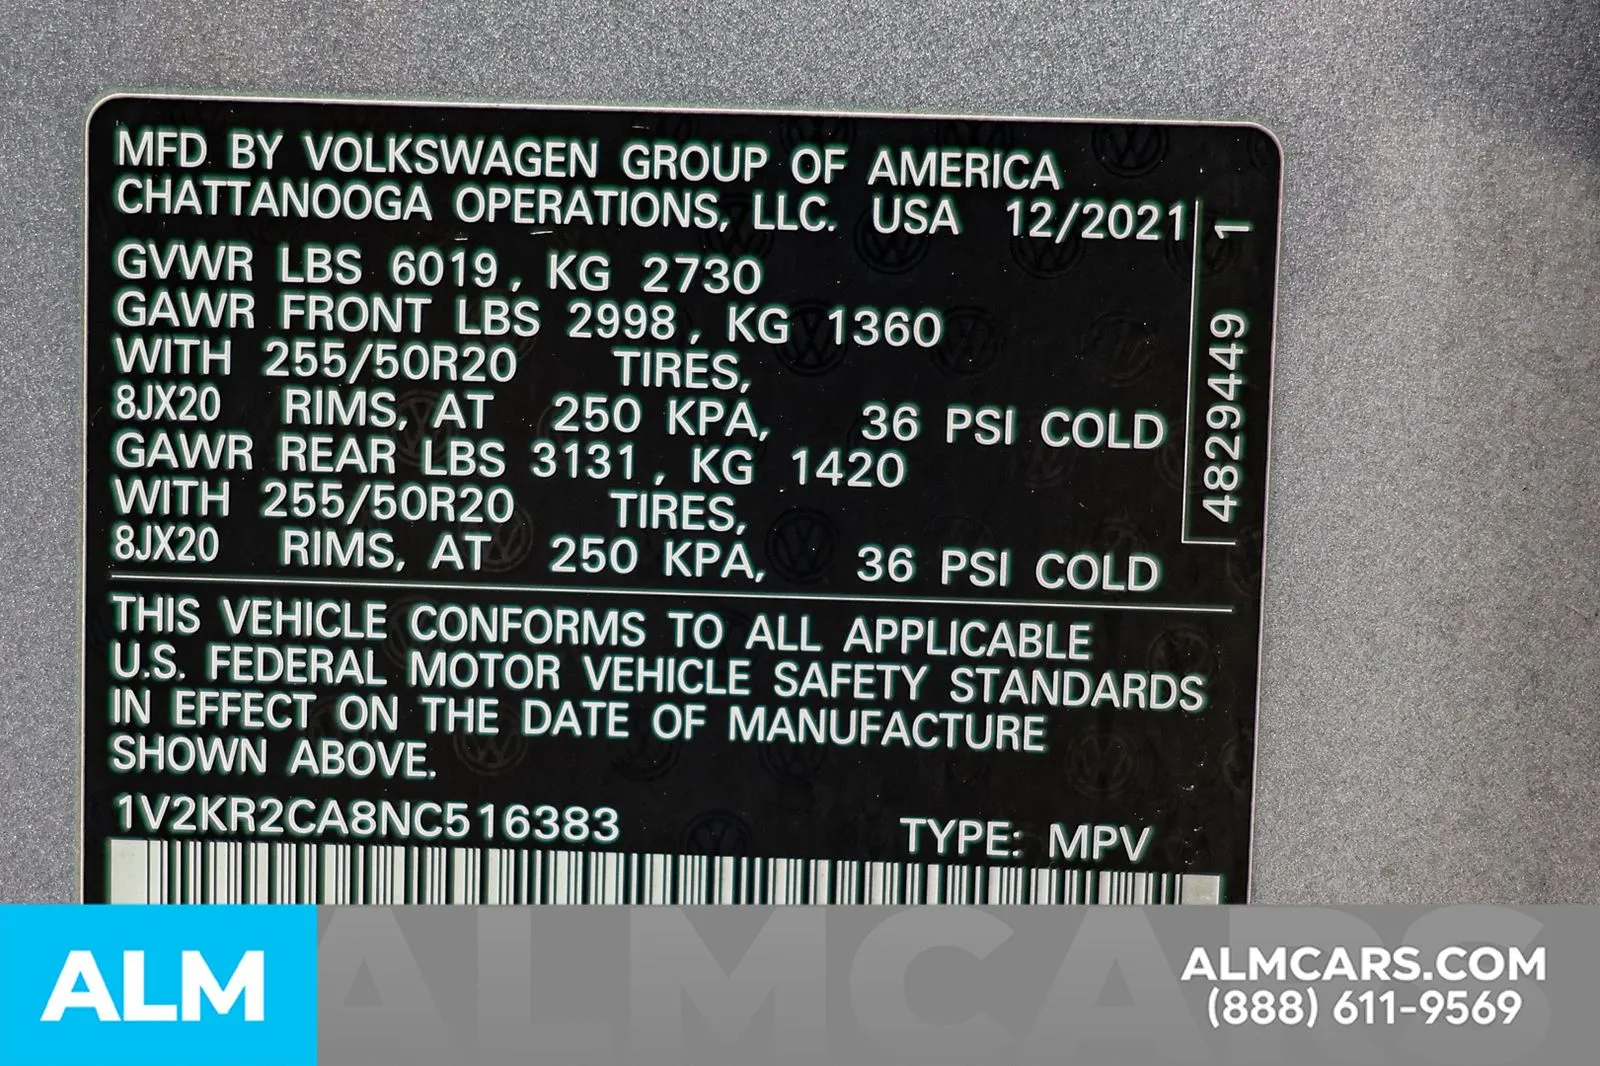 MFD BY VOLKSWAGEN GROUP OF AMERICA
CHATTANOOGA OPERATIONS, LLC. USA 12/2021
GVWR LBS 6019, KG 2730
GAWR FRONT LBS 2998, KG 1360
WITH 255/50R20 TIRES,
8JX20 RIMS, AT 250 KPA, 36 PSI COLD
GAWR REAR LBS 3131, KG 1420
WITH 255/50R20 TIRES,
8JX20 RIMS, AT 250 KPA, 36 PSI COLD
4829449 1
THIS VEHICLE CONFORMS TO ALL APPLICABLE
U.S. FEDERAL MOTOR VEHICLE SAFETY STANDARDS
IN EFFECT ON THE DATE OF MANUFACTURE
SHOWN ABOVE.
1V2KR2CA8NC516383 TYPE: MPV
ALM
ALMCARS
ALMCARS.COM
(888) 611-9569